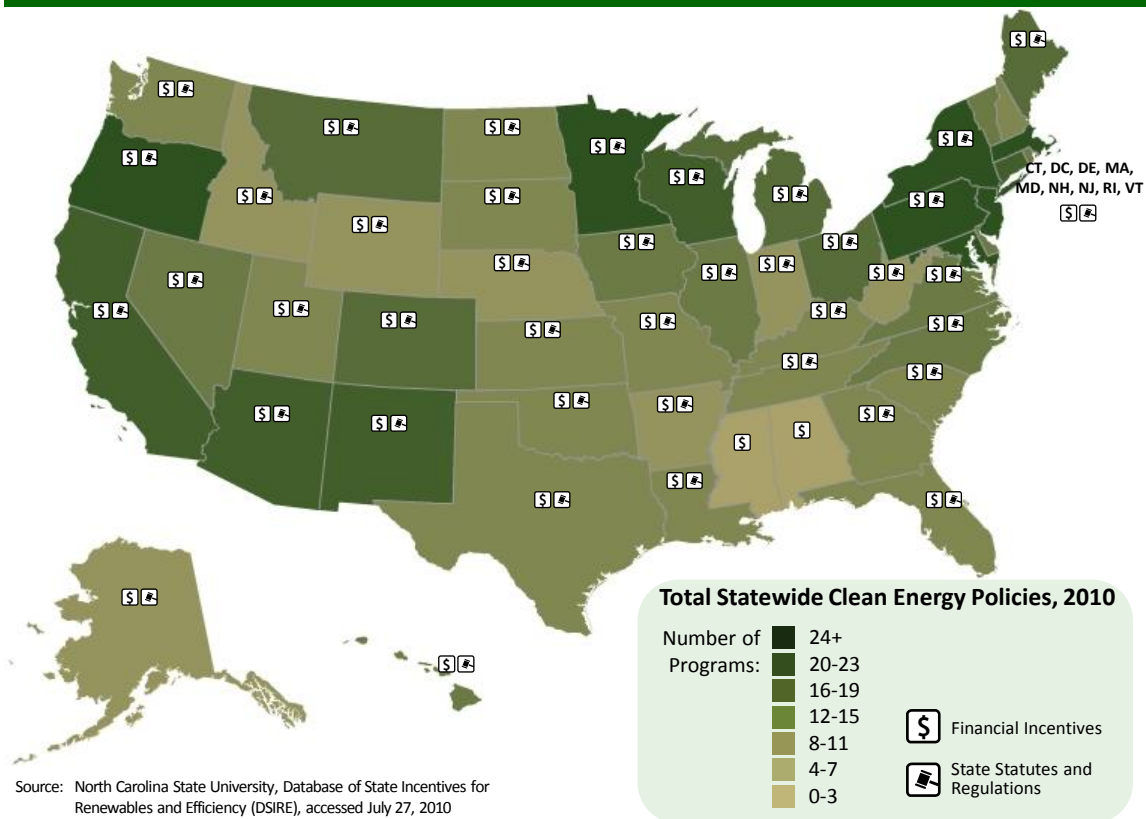 CT, DC, DE, MA,
MD, NH, NJ, RI, VT
Total Statewide Clean Energy Policies, 2010
Number of
Programs:
24+
20-23
16-19
12-15
8-11
4-7
0-3
$ Financial Incentives
State Statutes and
Regulations
Source: North Carolina State University, Database of State Incentives for
Renewables and Efficiency (DSIRE), accessed July 27, 2010